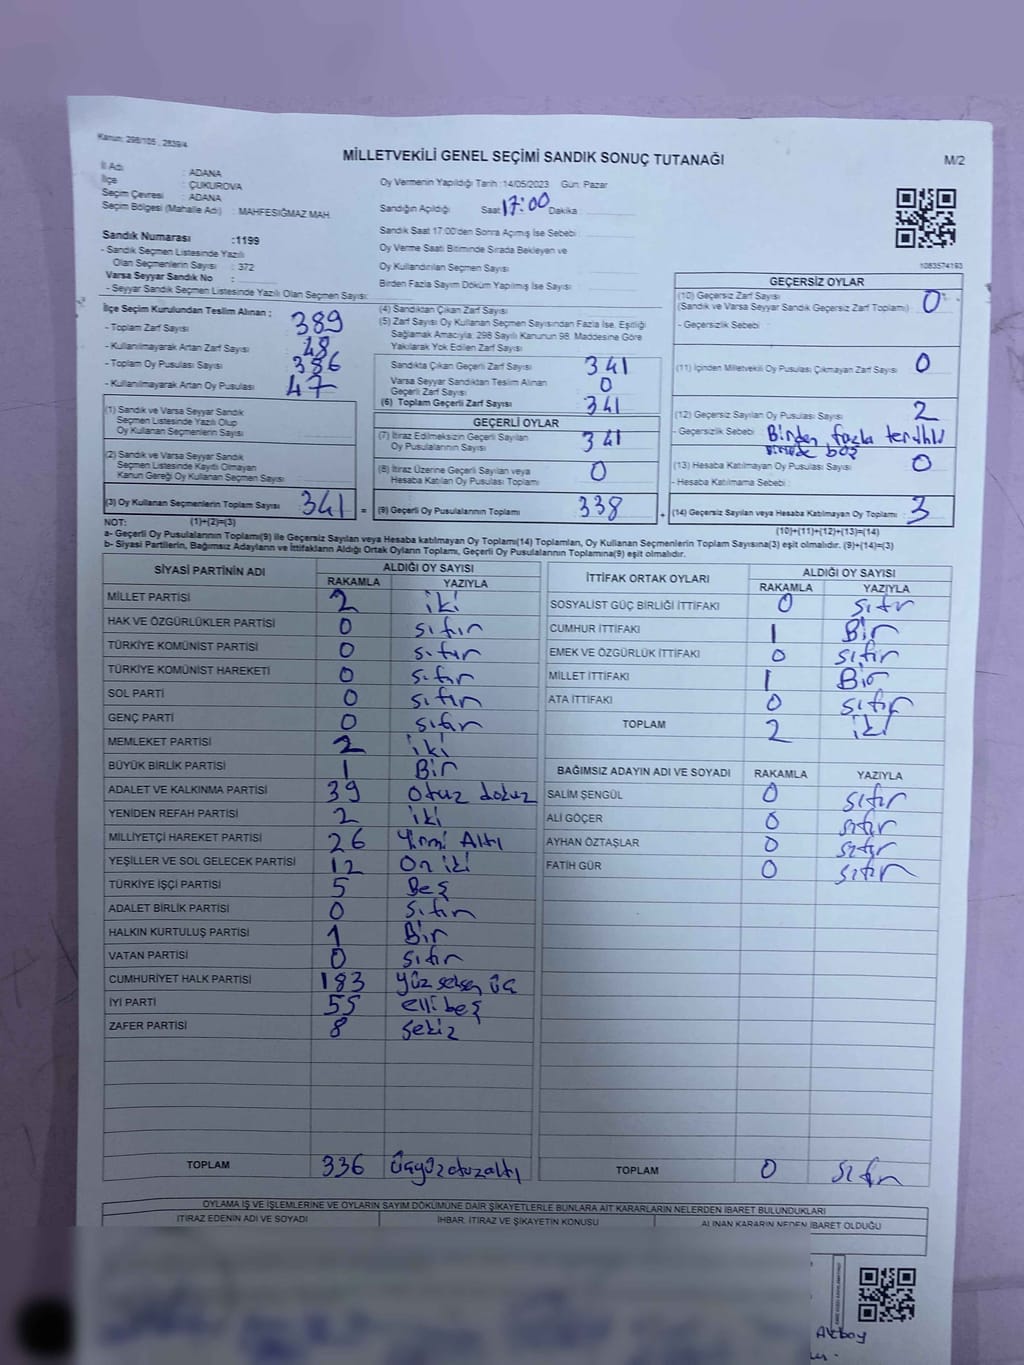 Kanun: 298/105 , 2839/4
MİLLETVEKİLİ GENEL SEÇİMİ SANDIK SONUÇ TUTANAĞI
M/2
İl Adı : ADANA
İlçe : ÇUKUROVA
Seçim Çevresi : ADANA
Seçim Bölgesi (Mahalle Adı) : MAHFESIĞMAZ MAH.
Sandık Numarası :1199
- Sandık Seçmen Listesinde Yazılı
Olan Seçmenlerin Sayısı : 372
Varsa Seyyar Sandık No :
- Seyyar Sandık Seçmen Listesinde Yazılı Olan Seçmen Sayısı:
Oy Vermenin Yapıldığı Tarih :14/05/2023 Gün: Pazar
Sandığın Açıldığı Saat 17:00 Dakika
Sandık Saat 17:00'den Sonra Açımış İse Sebebi :
Oy Verme Saati Bitiminde Sırada Bekleyen ve
Oy Kullandırılan Seçmen Sayısı
Birden Fazla Sayım Döküm Yapılmış İse Sayısı
1083574193
İlçe Seçim Kurulundan Teslim Alınan ;
- Toplam Zarf Sayısı 389
- Kullanılmayarak Artan Zarf Sayısı 48
- Toplam Oy Pusulası Sayısı 386
- Kullanılmayarak Artan Oy Pusulası 47
(1) Sandık ve Varsa Seyyar Sandık
Seçmen Listesinde Yazılı Olup
Oy Kullanan Seçmenlerin Sayısı
(2) Sandık ve Varsa Seyyar Sandık
Seçmen Listesinde Kayıtlı Olmayan
Kanun Gereği Oy Kullanan Seçmen Sayısı
(3) Oy Kullanan Seçmenlerin Toplam Sayısı 341 =
(4) Sandıktan Çıkan Zarf Sayısı
(5) Zarf Sayısı Oy Kullanan Seçmen Sayısından Fazla İse, Eşitliği
Sağlamak Amacıyla; 298 Sayılı Kanunun 98. Maddesine Göre
Yakılarak Yok Edilen Zarf Sayısı
Sandıkta Çıkan Geçerli Zarf Sayısı 341
Varsa Seyyar Sandıktan Teslim Alınan
Geçerli Zarf Sayısı 0
(6) Toplam Geçerli Zarf Sayısı 341
GEÇERLİ OYLAR
(7) İtiraz Edilmeksizin Geçerli Sayılan
Oy Pusulalarının Sayısı 341
(8) İtiraz Üzerine Geçerli Sayılan veya
Hesaba Katılan Oy Pusulası Toplamı 0
(9) Geçerli Oy Pusulalarının Toplamı 338 +
GEÇERSİZ OYLAR
(10) Geçersiz Zarf Sayısı
(Sandık ve Varsa Seyyar Sandık Geçersiz Zarf Toplamı) 0
- Geçersizlik Sebebi :
(11) İçinden Milletvekili Oy Pusulası Çıkmayan Zarf Sayısı 0
(12) Geçersiz Sayılan Oy Pusulası Sayısı 2
- Geçersizlik Sebebi : Birden fazla tercihli
birinde boş
(13) Hesaba Katılmayan Oy Pusulası Sayısı 0
- Hesaba Katılmama Sebebi :
(14) Geçersiz Sayılan veya Hesaba Katılmayan Oy Toplamı 3
NOT: (1)+(2)=(3)
(10)+(11)+(12)+(13)=(14)
a- Geçerli Oy Pusulalarının Toplamı(9) ile Geçersiz Sayılan veya Hesaba katılmayan Oy Toplamı(14) Toplamları, Oy Kullanan Seçmenlerin Toplam Sayısına(3) eşit olmalıdır. (9)+(14)=(3)
b- Siyasi Partilerin, Bağımsız Adayların ve İttifakların Aldığı Ortak Oyların Toplamı, Geçerli Oy Pusulalarının Toplamına(9) eşit olmalıdır.
SİYASİ PARTİNİN ADI ALDIĞI OY SAYISI
RAKAMLA YAZIYLA
MİLLET PARTİSİ 2 iki
HAK VE ÖZGÜRLÜKLER PARTİSİ 0 sıfır
TÜRKİYE KOMÜNİST PARTİSİ 0 sıfır
TÜRKİYE KOMÜNİST HAREKETİ 0 sıfır
SOL PARTİ 0 sıfır
GENÇ PARTİ 0 sıfır
MEMLEKET PARTİSİ 2 iki
BÜYÜK BİRLİK PARTİSİ 1 Bir
ADALET VE KALKINMA PARTİSİ 39 Otuz dokuz
YENİDEN REFAH PARTİSİ 2 iki
MİLLİYETÇİ HAREKET PARTİSİ 26 Yirmi Altı
YEŞİLLER VE SOL GELECEK PARTİSİ 12 On iki
TÜRKİYE İŞÇİ PARTİSİ 5 Beş
ADALET BİRLİK PARTİSİ 0 Sıfır
HALKIN KURTULUŞ PARTİSİ 1 Bir
VATAN PARTİSİ 0 sıfır
CUMHURİYET HALK PARTİSİ 183 Yüz seksen üç
İYİ PARTİ 55 elli beş
ZAFER PARTİSİ 8 Sekiz
TOPLAM 336 Üçyüzotuzaltı
İTTİFAK ORTAK OYLARI ALDIĞI OY SAYISI
RAKAMLA YAZIYLA
SOSYALİST GÜÇ BİRLİĞİ İTTİFAKI 0 Sıfır
CUMHUR İTTİFAKI 1 Bir
EMEK VE ÖZGÜRLÜK İTTİFAKI 0 sıfır
MİLLET İTTİFAKI 1 Bir
ATA İTTİFAKI 0 sıfır
TOPLAM 2 iki
BAĞIMSIZ ADAYIN ADI VE SOYADI RAKAMLA YAZIYLA
SALİM ŞENGÜL 0 sıfır
ALİ GÖÇER 0 sıfır
AYHAN ÖZTAŞLAR 0 sıfır
FATİH GÜR 0 sıfır
TOPLAM 0 sıfır
OYLAMA İŞ VE İŞLEMLERİNE VE OYLARIN SAYIM DÖKÜMÜNE DAİR ŞİKAYETLERLE BUNLARA AİT KARARLARIN NELERDEN İBARET BULUNDUKLARI
İTİRAZ EDENİN ADI VE SOYADI İHBAR, İTİRAZ VE ŞİKAYETİN KONUSU ALINAN KARARIN NEDEN İBARET OLDUĞU
Akboy